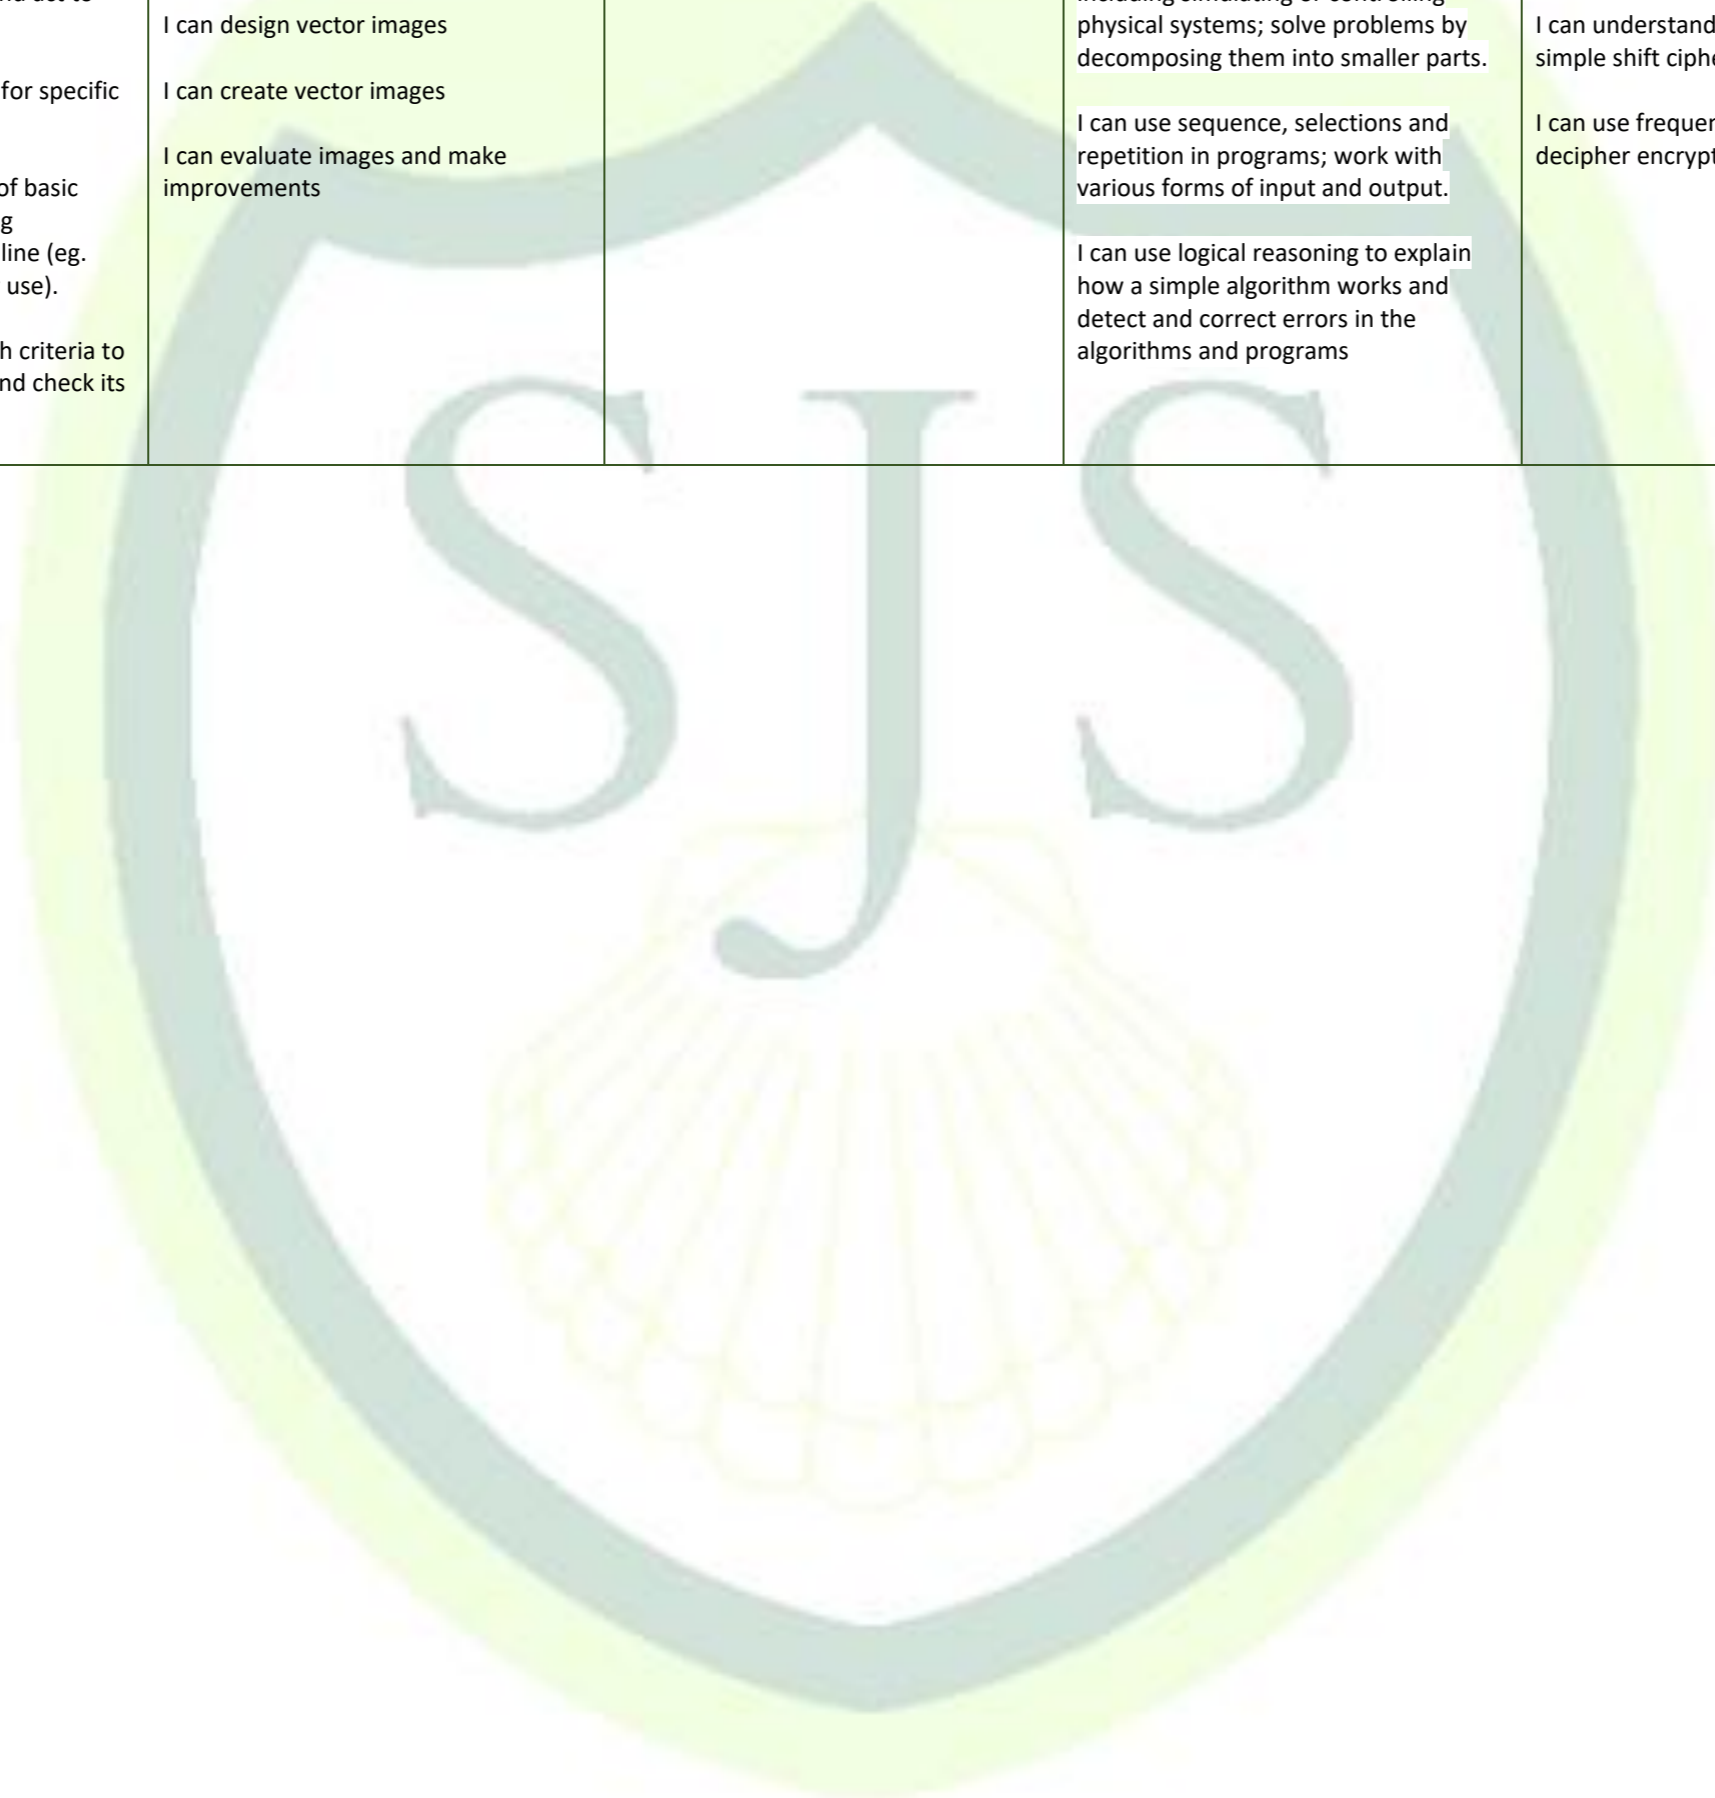 for specific
of basic
g
line (eg.
use).
h criteria to
nd check its
I can design vector images
I can create vector images
I can evaluate images and make
improvements
physical systems; solve problems by
decomposing them into smaller parts.
I can use sequence, selections and
repetition in programs; work with
various forms of input and output.
I can use logical reasoning to explain
how a simple algorithm works and
detect and correct errors in the
algorithms and programs
I can understand
simple shift ciphe
I can use frequen
decipher encrypt
SJS